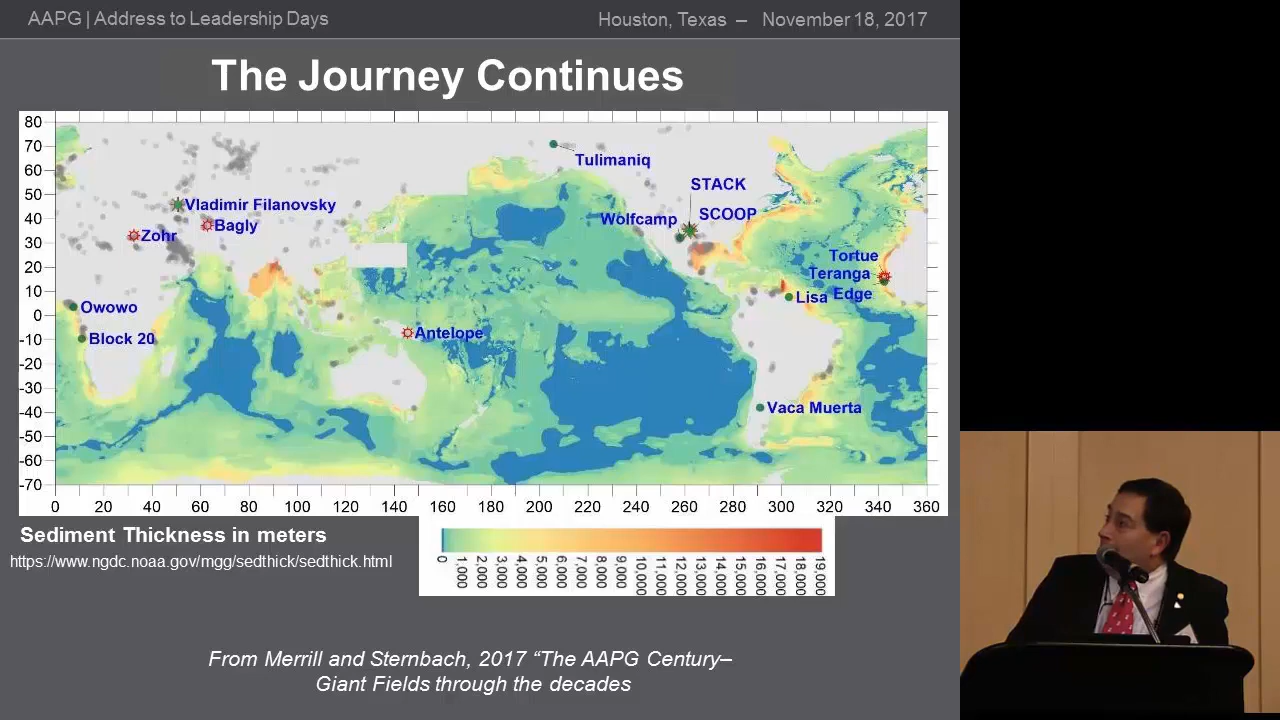 AAPG | Address to Leadership Days
Houston, Texas – November 18, 2017
The Journey Continues
80
70
60
50
40
30
20
10
0
-10
-20
-30
-40
-50
-60
-70
Tulimaniq
STACK
Vladimir Filanovsky
SCOOP
Wolfcamp
Bagly
Zohr
Tortue
Teranga
Lisa Edge
Owowo
Block 20
Antelope
Vaca Muerta
0 20 40 60 80 100 120 140 160 180 200 220 240 260 280 300 320 340 360
Sediment Thickness in meters
https://www.ngdc.noaa.gov/mgg/sedthick/sedthick.html
0 1,000 2,000 3,000 4,000 5,000 6,000 7,000 8,000 9,000 10,000 11,000 12,000 13,000 14,000 15,000 16,000 17,000 18,000 19,000
From Merrill and Sternbach, 2017 “The AAPG Century–
Giant Fields through the decades